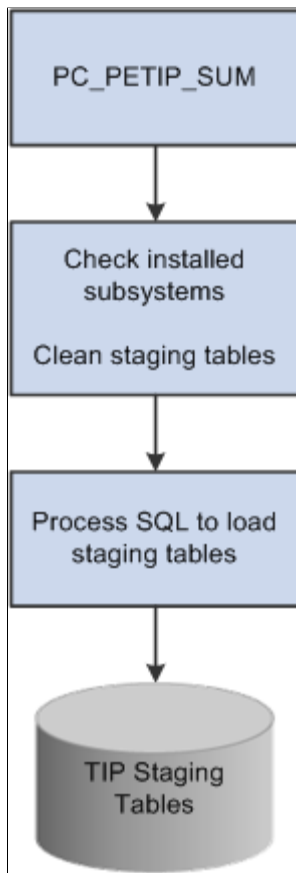 PC_PETIP_SUM
Check installed
subsystems
Clean staging tables
Process SQL to load
staging tables
TIP Staging
Tables